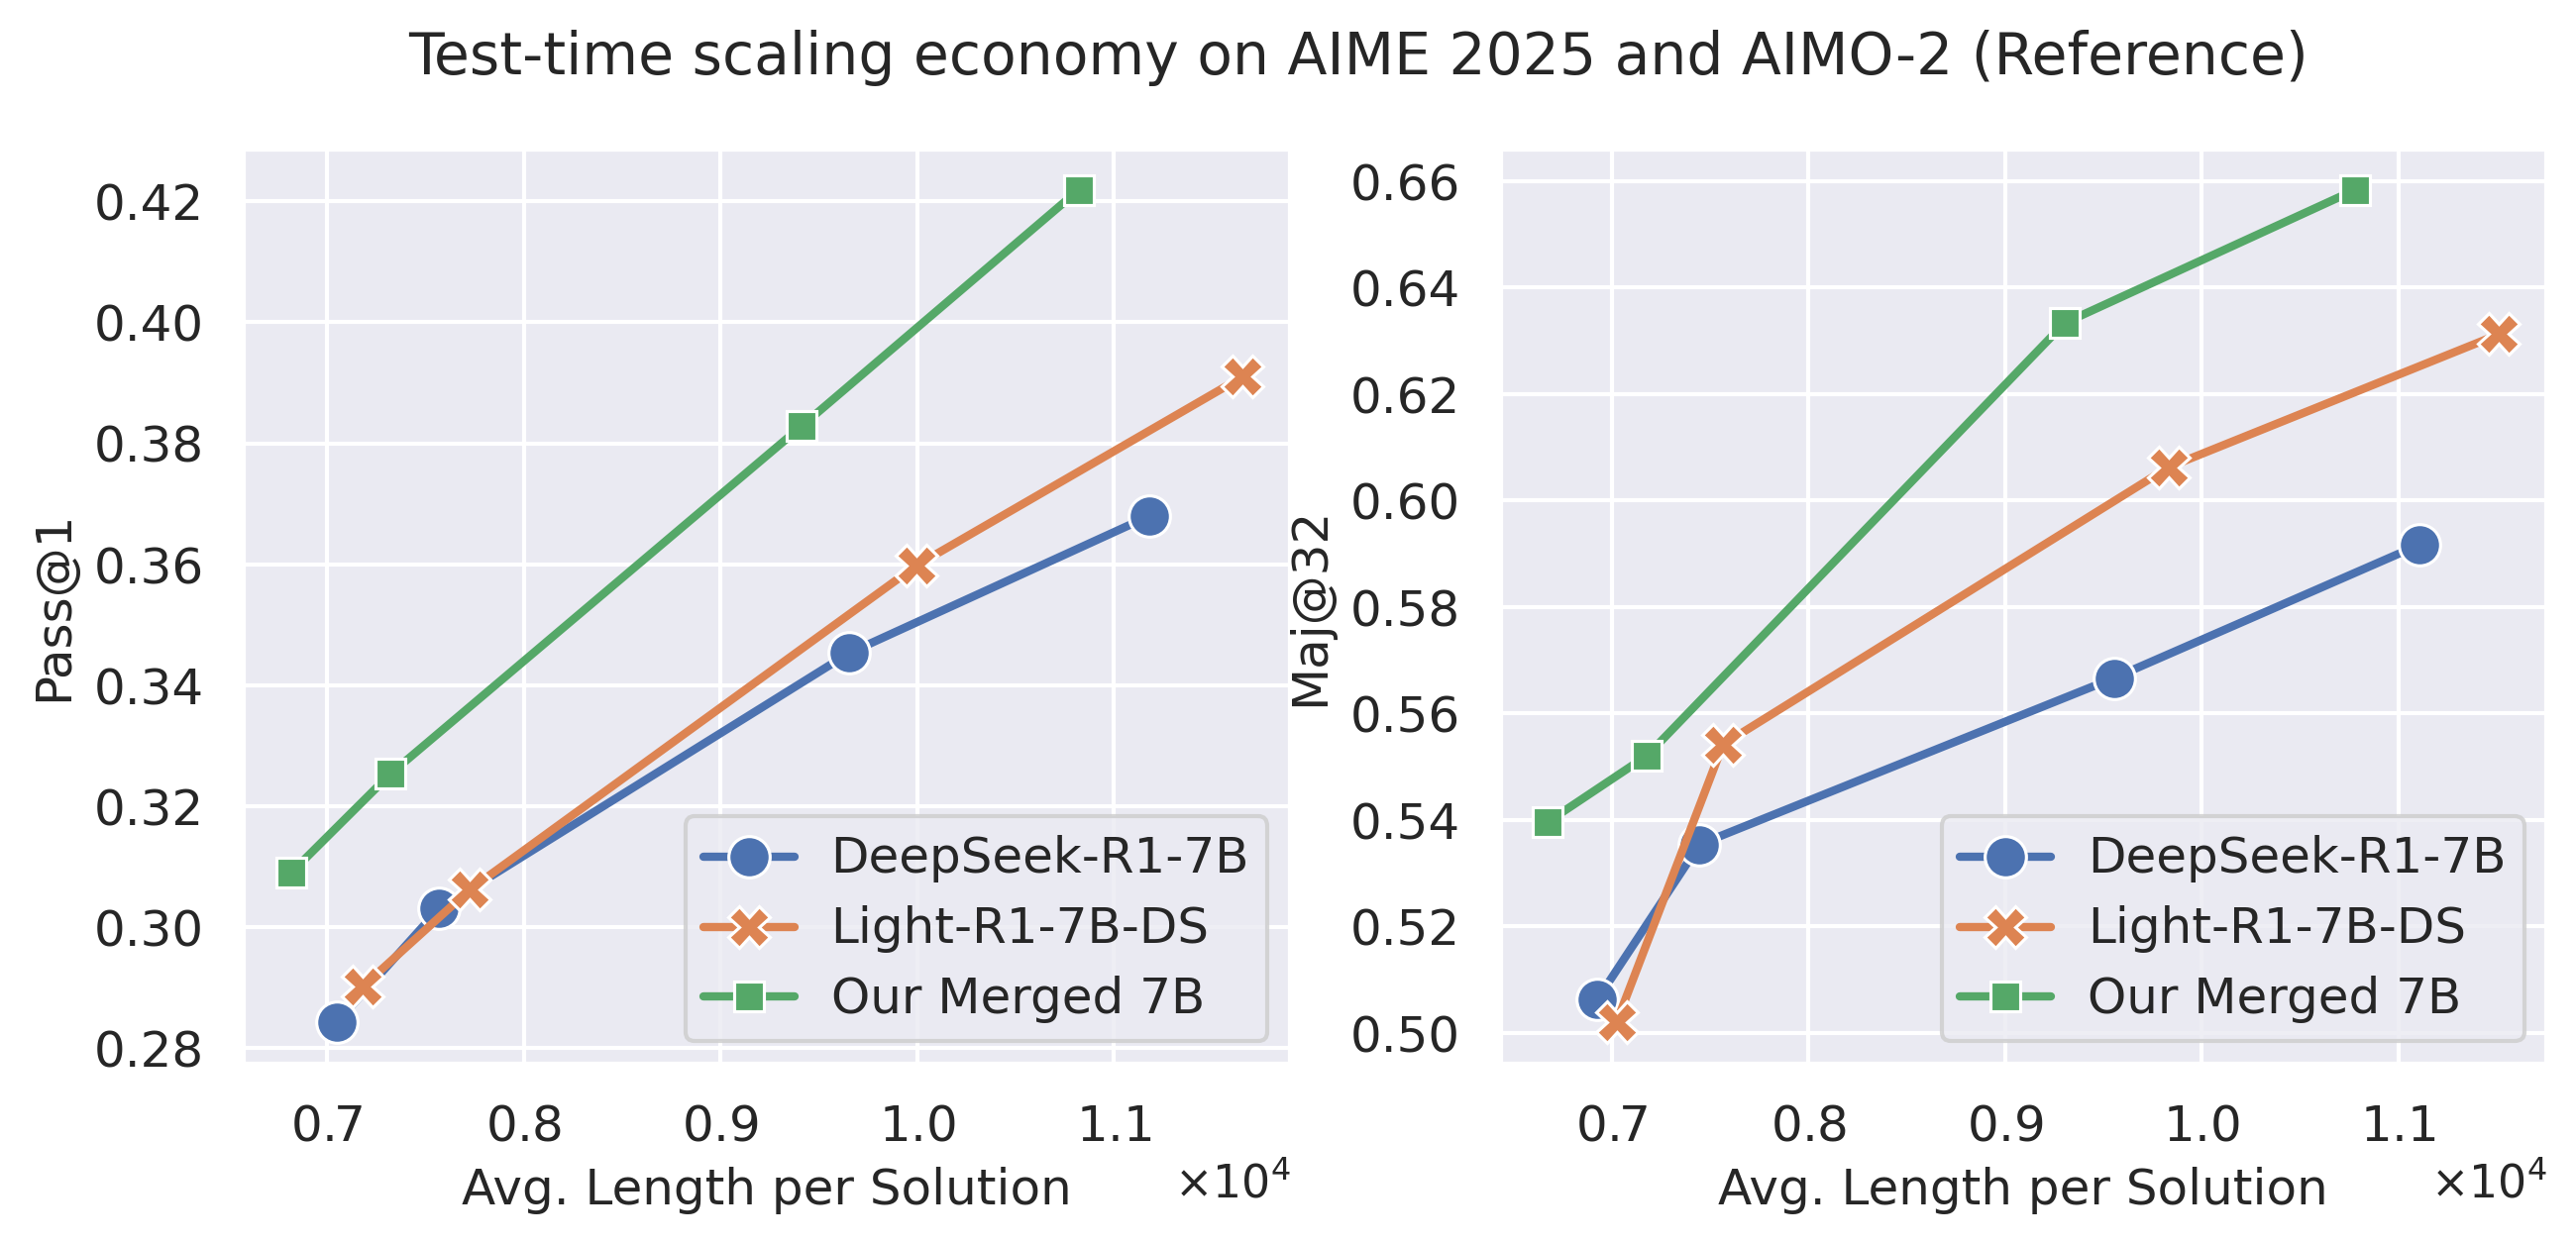 Test-time scaling economy on AIME 2025 and AIMO-2 (Reference)
Pass@1
0.42
0.40
0.38
0.36
0.34
0.32
0.30
0.28
0.7 0.8 0.9 1.0 1.1
×10⁴
Avg. Length per Solution
DeepSeek-R1-7B
Light-R1-7B-DS
Our Merged 7B
Maj@32
0.66
0.64
0.62
0.60
0.58
0.56
0.54
0.52
0.50
0.7 0.8 0.9 1.0 1.1
×10⁴
Avg. Length per Solution
DeepSeek-R1-7B
Light-R1-7B-DS
Our Merged 7B